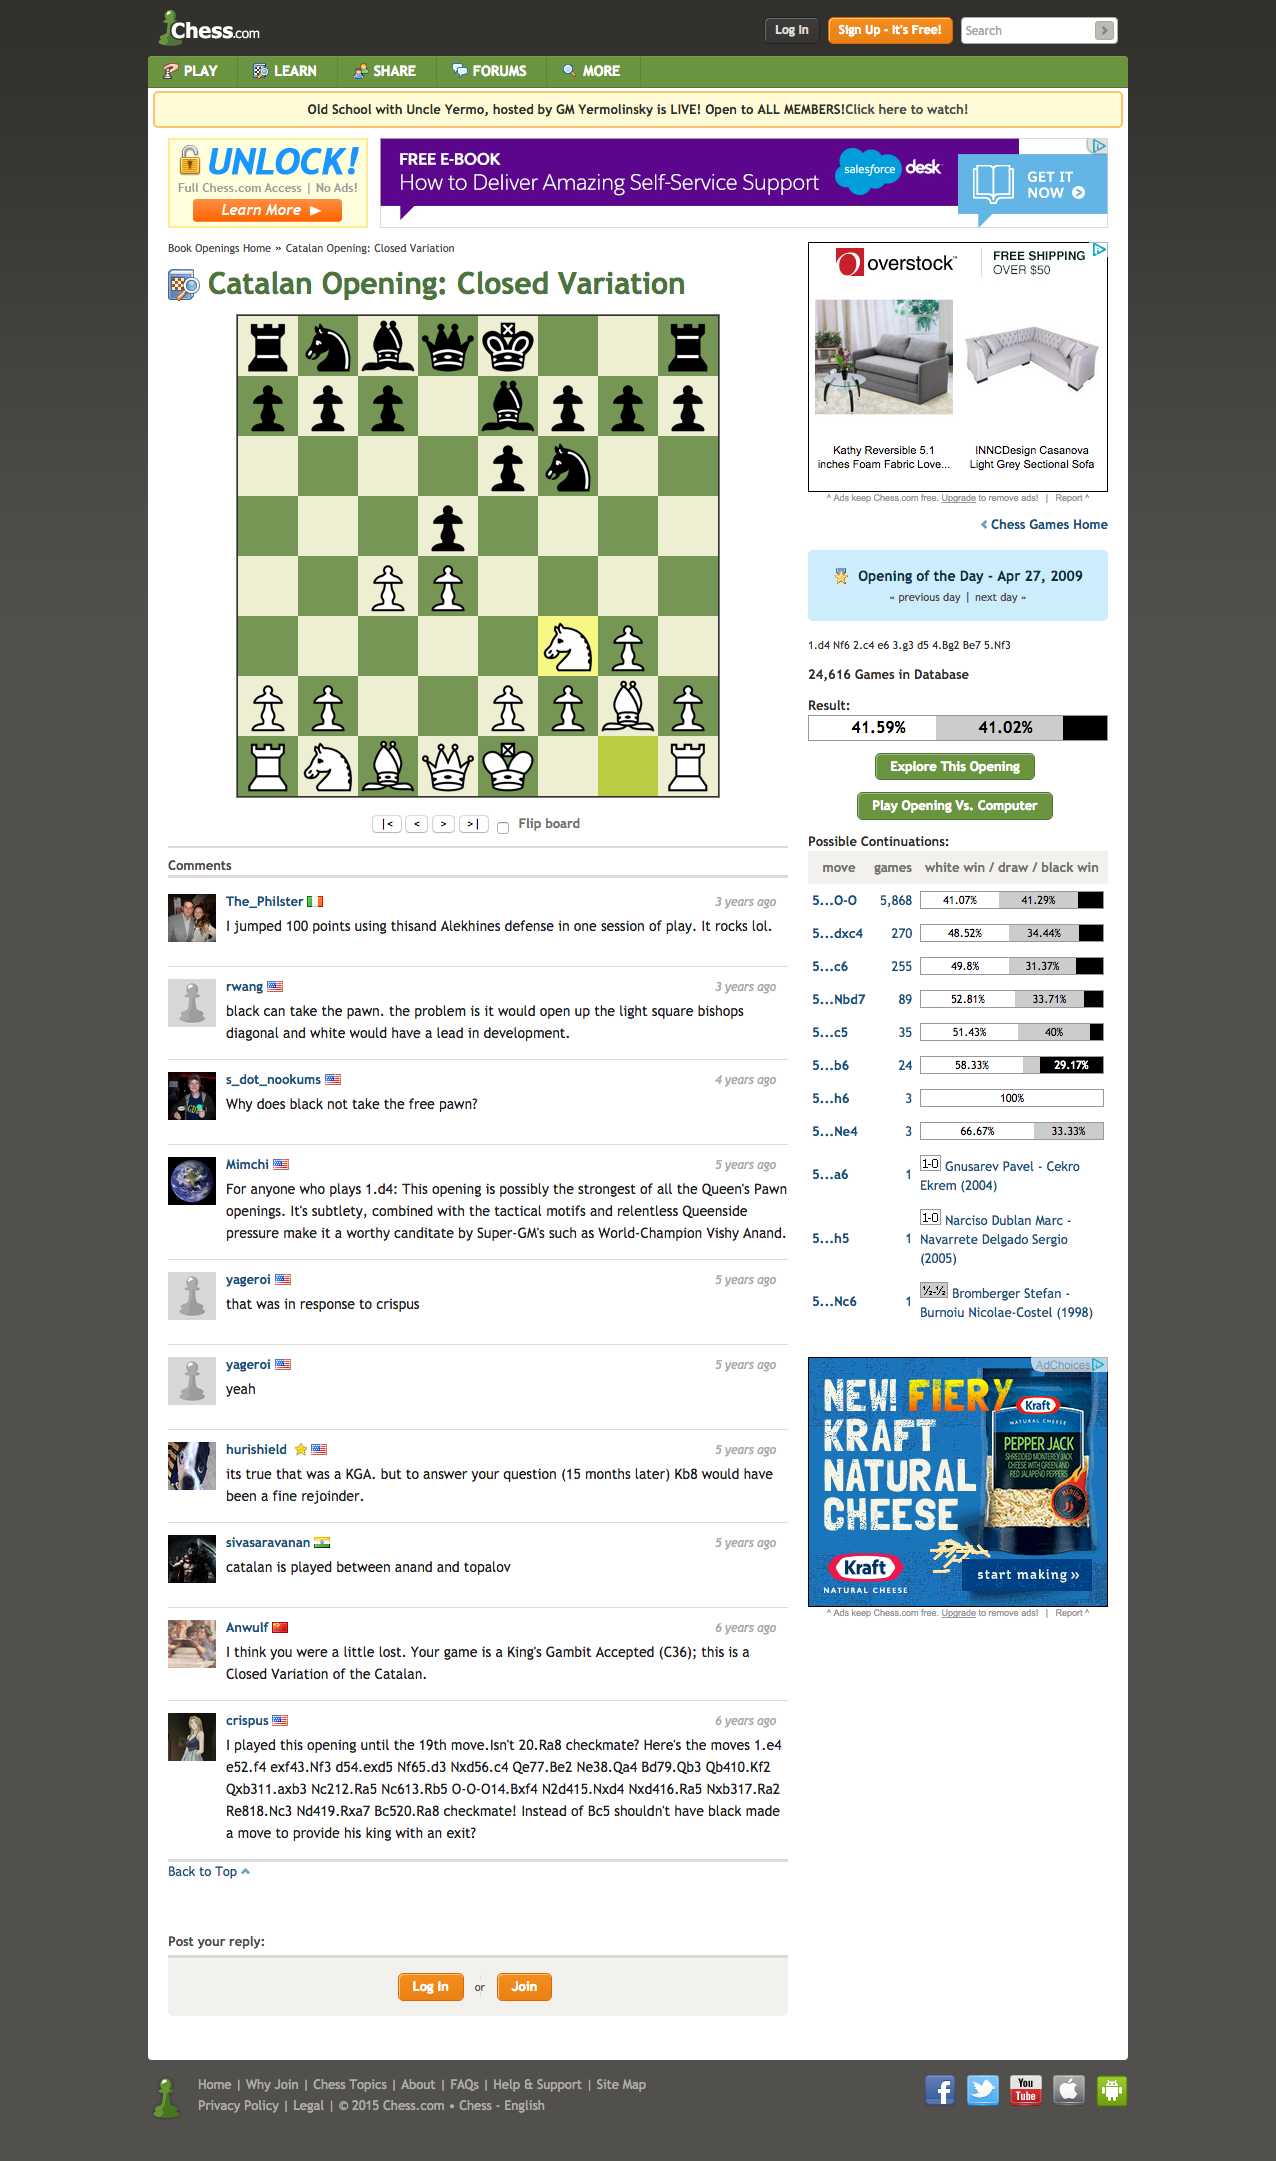 Chess.com
Log In
Sign Up - It's Free!
Search
PLAY
LEARN
SHARE
FORUMS
MORE
Old School with Uncle Yermo, hosted by GM Yermolinsky is LIVE! Open to ALL MEMBERS!Click here to watch!
UNLOCK!
Full Chess.com Access | No Ads!
Learn More ►
FREE E-BOOK
How to Deliver Amazing Self-Service Support
salesforce desk
GET IT
NOW
Book Openings Home » Catalan Opening: Closed Variation
Catalan Opening: Closed Variation
|<
<
>
>|
Flip board
Comments
The_Philster
3 years ago
I jumped 100 points using thisand Alekhines defense in one session of play. It rocks lol.
rwang
3 years ago
black can take the pawn. the problem is it would open up the light square bishops
diagonal and white would have a lead in development.
s_dot_nookums
4 years ago
Why does black not take the free pawn?
Mimchi
5 years ago
For anyone who plays 1.d4: This opening is possibly the strongest of all the Queen's Pawn
openings. It's subtlety, combined with the tactical motifs and relentless Queenside
pressure make it a worthy canditate by Super-GM's such as World-Champion Vishy Anand.
yageroi
5 years ago
that was in response to crispus
yageroi
5 years ago
yeah
hurishield
5 years ago
its true that was a KGA. but to answer your question (15 months later) Kb8 would have
been a fine rejoinder.
sivasaravanan
5 years ago
catalan is played between anand and topalov
Anwulf
6 years ago
I think you were a little lost. Your game is a King's Gambit Accepted (C36); this is a
Closed Variation of the Catalan.
crispus
6 years ago
I played this opening until the 19th move.Isn't 20.Ra8 checkmate? Here's the moves 1.e4
e52.f4 exf43.Nf3 d54.exd5 Nf65.d3 Nxd56.c4 Qe77.Be2 Ne38.Qa4 Bd79.Qb3 Qb410.Kf2
Qxb311.axb3 Nc212.Ra5 Nc613.Rb5 O-O-O14.Bxf4 N2d415.Nxd4 Nxd416.Ra5 Nxb317.Ra2
Re818.Nc3 Nd419.Rxa7 Bc520.Ra8 checkmate! Instead of Bc5 shouldn't have black made
a move to provide his king with an exit?
Back to Top
Post your reply:
Log In
or
Join
overstock™
FREE SHIPPING
OVER $50
Kathy Reversible 5.1
inches Foam Fabric Love...
INNCDesign Casanova
Light Grey Sectional Sofa
^ Ads keep Chess.com free. Upgrade to remove ads! | Report ^
Chess Games Home
Opening of the Day - Apr 27, 2009
« previous day | next day »
1.d4 Nf6 2.c4 e6 3.g3 d5 4.Bg2 Be7 5.Nf3
24,616 Games in Database
Result:
41.59% 41.02%
Explore This Opening
Play Opening Vs. Computer
Possible Continuations:
move games white win / draw / black win
5...O-O 5,868 41.07% 41.29%
5...dxc4 270 48.52% 34.44%
5...c6 255 49.8% 31.37%
5...Nbd7 89 52.81% 33.71%
5...c5 35 51.43% 40%
5...b6 24 58.33% 29.17%
5...h6 3 100%
5...Ne4 3 66.67% 33.33%
5...a6 1 1-0 Gnusarev Pavel - Cekro
Ekrem (2004)
5...h5 1 1-0 Narciso Dublan Marc -
Navarrete Delgado Sergio
(2005)
5...Nc6 1 ½-½ Bromberger Stefan -
Burnoiu Nicolae-Costel (1998)
AdChoices
NEW! FIERY
KRAFT
NATURAL
CHEESE
Kraft
NATURAL CHEESE
PEPPER JACK
SHREDDED MONTEREY JACK
CHEESE WITH GREEN AND
RED JALAPEÑO PEPPERS
MEDIUM
Kraft
NATURAL CHEESE
start making »
^ Ads keep Chess.com free. Upgrade to remove ads! | Report ^
Home | Why Join | Chess Topics | About | FAQs | Help & Support | Site Map
Privacy Policy | Legal | © 2015 Chess.com • Chess - English
You
Tube